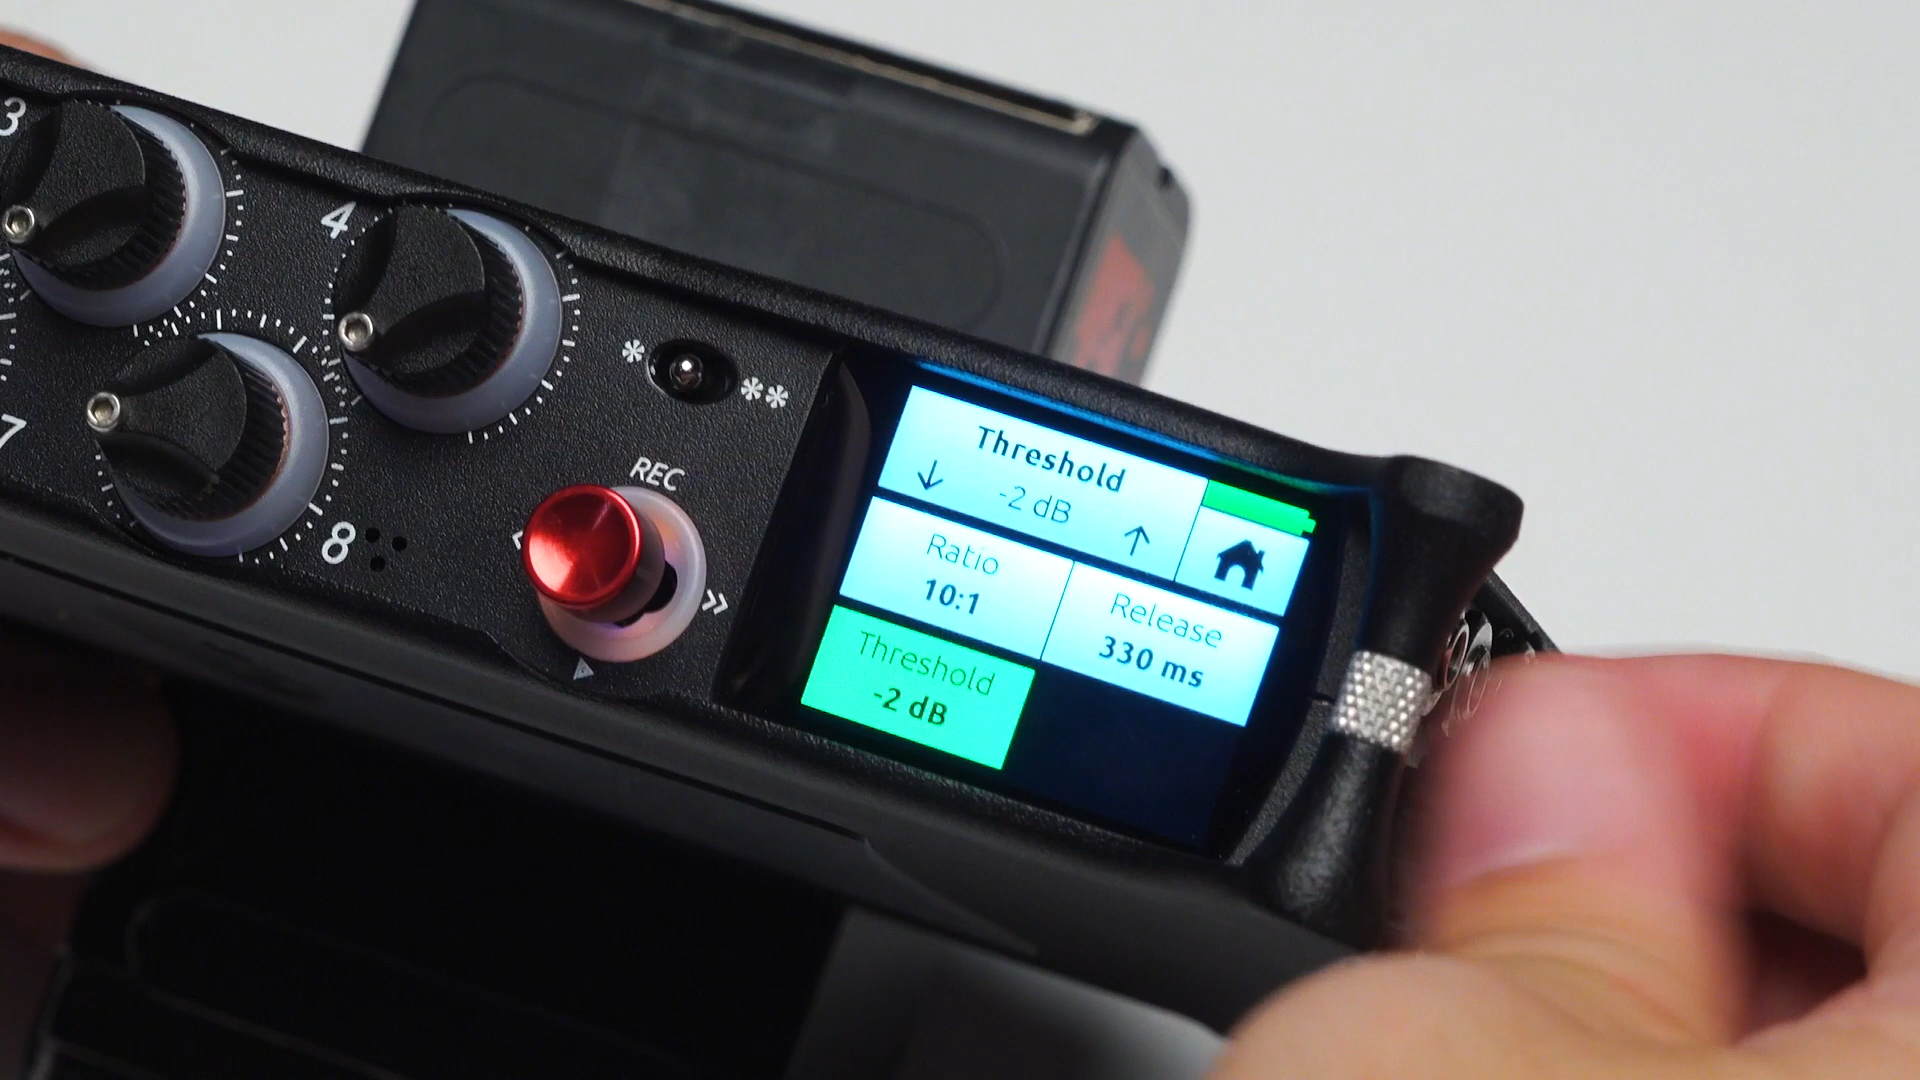 3
4
* **
7
REC
8
»
Threshold
↓ -2 dB ↑
Ratio
10:1
Release
330 ms
Threshold
-2 dB